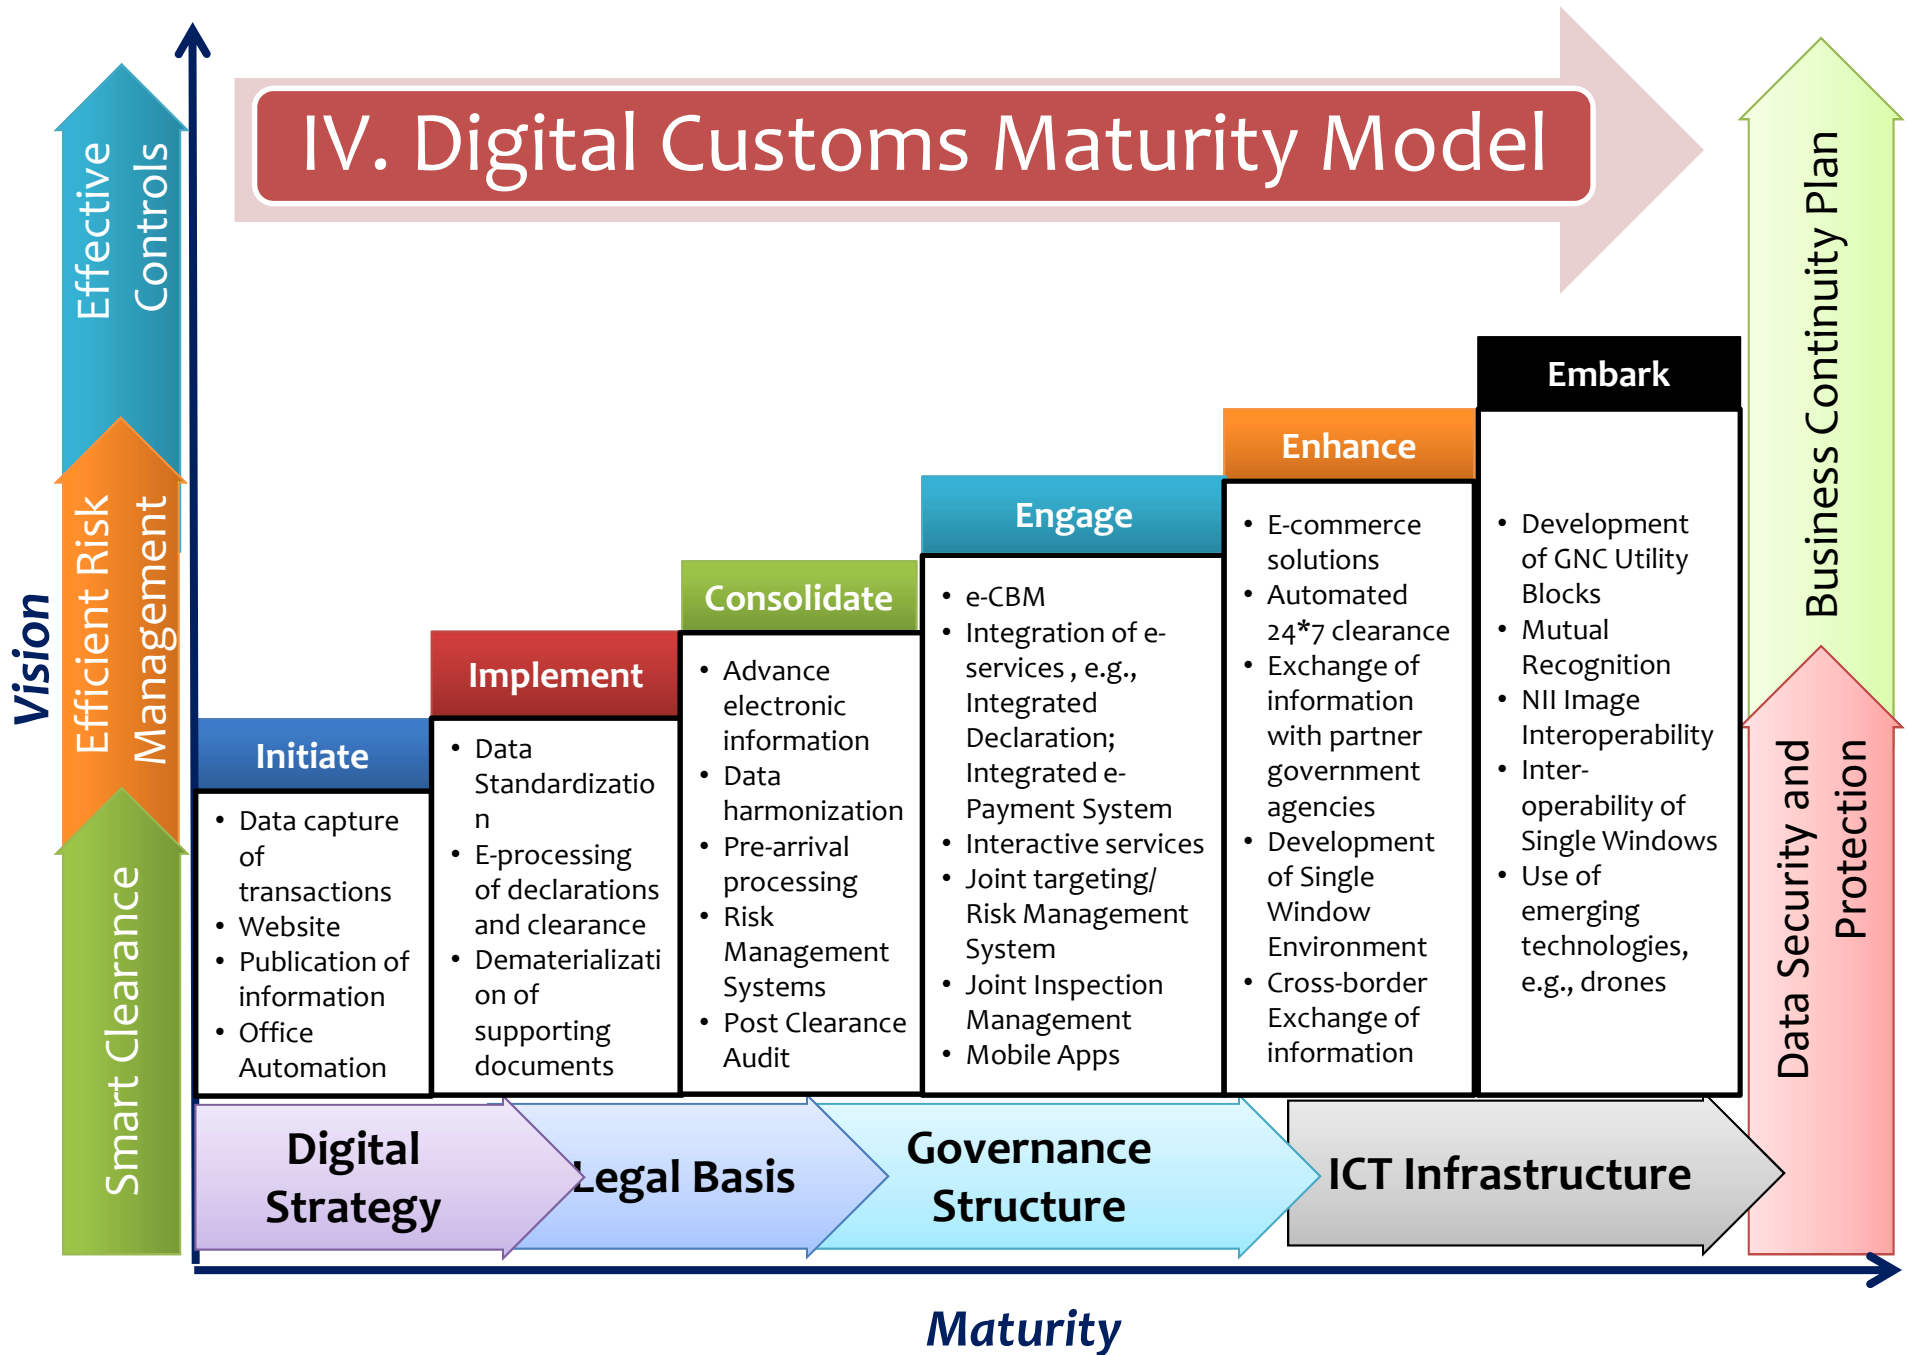 IV. Digital Customs Maturity Model
Vision
Effective
Controls
Efficient Risk
Management
Smart Clearance
Initiate
• Data capture
of
transactions
• Website
• Publication of
information
• Office
Automation
Implement
• Data
Standardizatio
n
• E-processing
of declarations
and clearance
• Dematerializati
on of
supporting
documents
Consolidate
• Advance
electronic
information
• Data
harmonization
• Pre-arrival
processing
• Risk
Management
Systems
• Post Clearance
Audit
Engage
• e-CBM
• Integration of e-
services , e.g.,
Integrated
Declaration;
Integrated e-
Payment System
• Interactive services
• Joint targeting/
Risk Management
System
• Joint Inspection
Management
• Mobile Apps
Enhance
• E-commerce
solutions
• Automated
24*7 clearance
• Exchange of
information
with partner
government
agencies
• Development
of Single
Window
Environment
• Cross-border
Exchange of
information
Embark
• Development
of GNC Utility
Blocks
• Mutual
Recognition
• NII Image
Interoperability
• Inter-
operability of
Single Windows
• Use of
emerging
technologies,
e.g., drones
Business Continuity Plan
Data Security and
Protection
Digital
Strategy
Legal Basis
Governance
Structure
ICT Infrastructure
Maturity